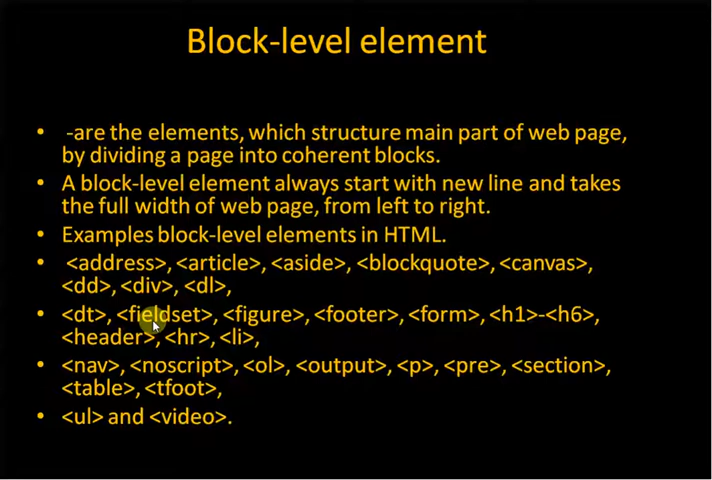 Block-level element
• -are the elements, which structure main part of web page,
by dividing a page into coherent blocks.
• A block-level element always start with new line and takes
the full width of web page, from left to right.
• Examples block-level elements in HTML.
• <address>, <article>, <aside>, <blockquote>, <canvas>,
<dd>, <div>, <dl>,
• <dt>, <fieldset>, <figure>, <footer>, <form>, <h1>-<h6>,
<header>, <hr>, <li>,
• <nav>, <noscript>, <ol>, <output>, <p>, <pre>, <section>,
<table>, <tfoot>,
• <ul> and <video>.